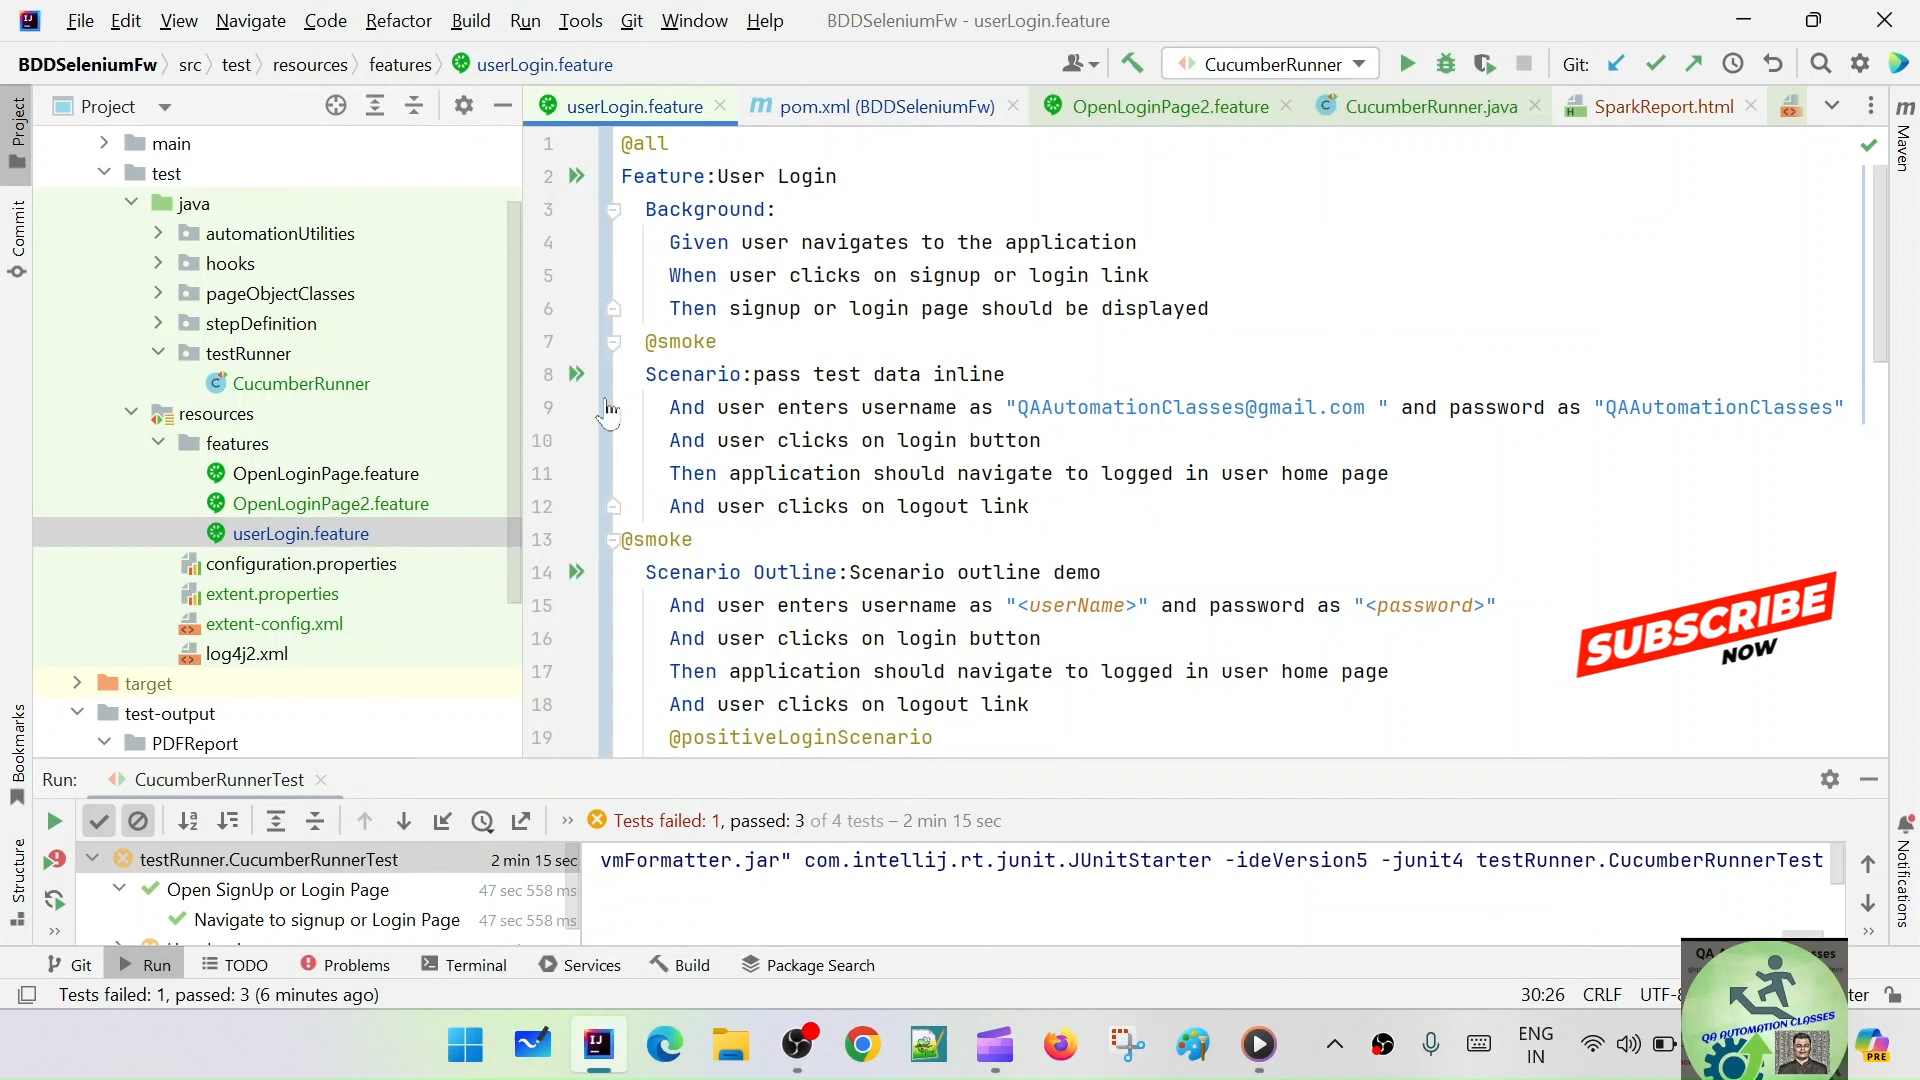 File Edit View Navigate Code Refactor Build Run Tools Git Window Help BDDSeleniumFw - userLogin.feature
BDDSeleniumFw src test resources features userLogin.feature CucumberRunner Git:
Project userLogin.feature pom.xml (BDDSeleniumFw) OpenLoginPage2.feature CucumberRunner.java SparkReport.html
Project
Commit
Bookmarks
Structure
main
test
java
automationUtilities
hooks
pageObjectClasses
stepDefinition
testRunner
CucumberRunner
resources
features
OpenLoginPage.feature
OpenLoginPage2.feature
userLogin.feature
configuration.properties
extent.properties
extent-config.xml
log4j2.xml
target
test-output
PDFReport
1 @all
2 Feature:User Login
3 Background:
4 Given user navigates to the application
5 When user clicks on signup or login link
6 Then signup or login page should be displayed
7 @smoke
8 Scenario:pass test data inline
9 And user enters username as "QAAutomationClasses@gmail.com " and password as "QAAutomationClasses"
10 And user clicks on login button
11 Then application should navigate to logged in user home page
12 And user clicks on logout link
13 @smoke
14 Scenario Outline:Scenario outline demo
15 And user enters username as "<userName>" and password as "<password>"
16 And user clicks on login button
17 Then application should navigate to logged in user home page
18 And user clicks on logout link
19 @positiveLoginScenario
SUBSCRIBE
NOW
m
Maven
Notifications
Run: CucumberRunnerTest
Tests failed: 1, passed: 3 of 4 tests – 2 min 15 sec
testRunner.CucumberRunnerTest 2 min 15 sec
Open SignUp or Login Page 47 sec 558 ms
Navigate to signup or Login Page 47 sec 558 ms
vmFormatter.jar" com.intellij.rt.junit.JUnitStarter -ideVersion5 -junit4 testRunner.CucumberRunnerTest
Git Run TODO Problems Terminal Services Build Package Search
Tests failed: 1, passed: 3 (6 minutes ago) 30:26 CRLF UTF-8
ENG
IN
QA AUTOMATION CLASSES
PRE